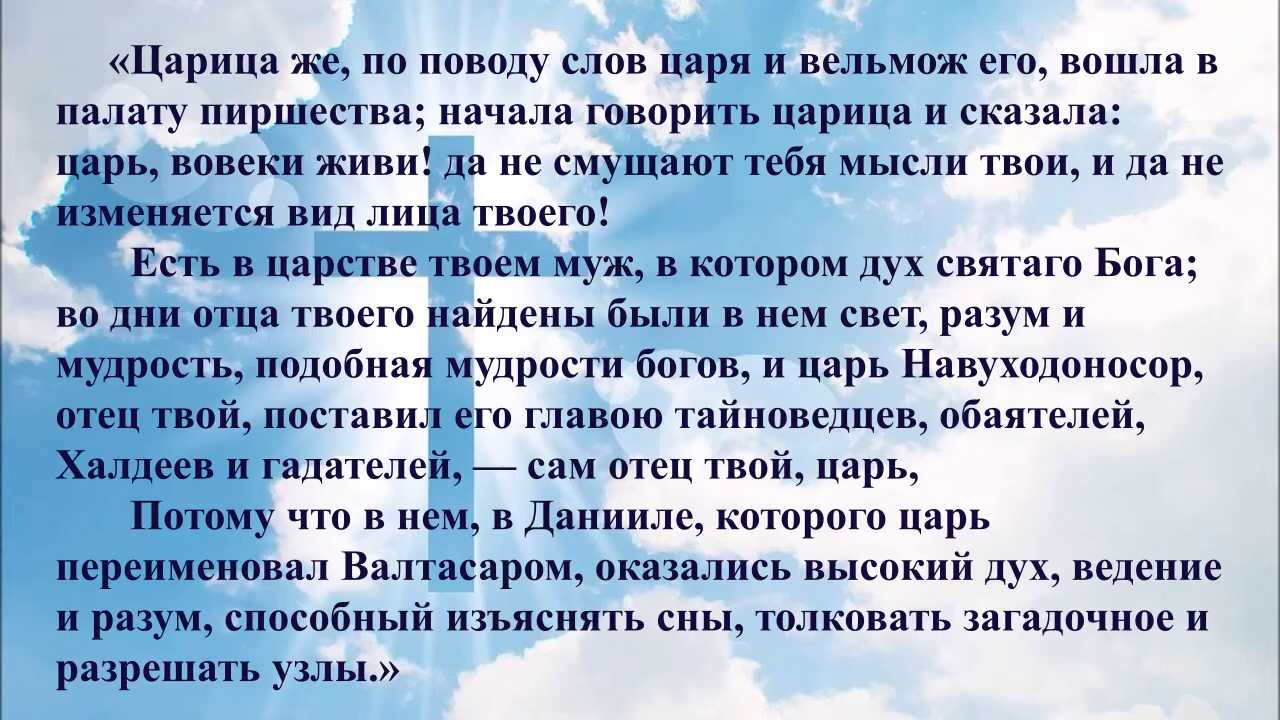 «Царица же, по поводу слов царя и вельмож его, вошла в
палату пиршества; начала говорить царица и сказала:
царь, вовеки живи! да не смущают тебя мысли твои, и да не
изменяется вид лица твоего!
Есть в царстве твоем муж, в котором дух святаго Бога;
во дни отца твоего найдены были в нем свет, разум и
мудрость, подобная мудрости богов, и царь Навуходоносор,
отец твой, поставил его главою тайноведцев, обаятелей,
Халдеев и гадателей, — сам отец твой, царь,
Потому что в нем, в Данииле, которого царь
переименовал Валтасаром, оказались высокий дух, ведение
и разум, способный изъяснять сны, толковать загадочное и
разрешать узлы.»